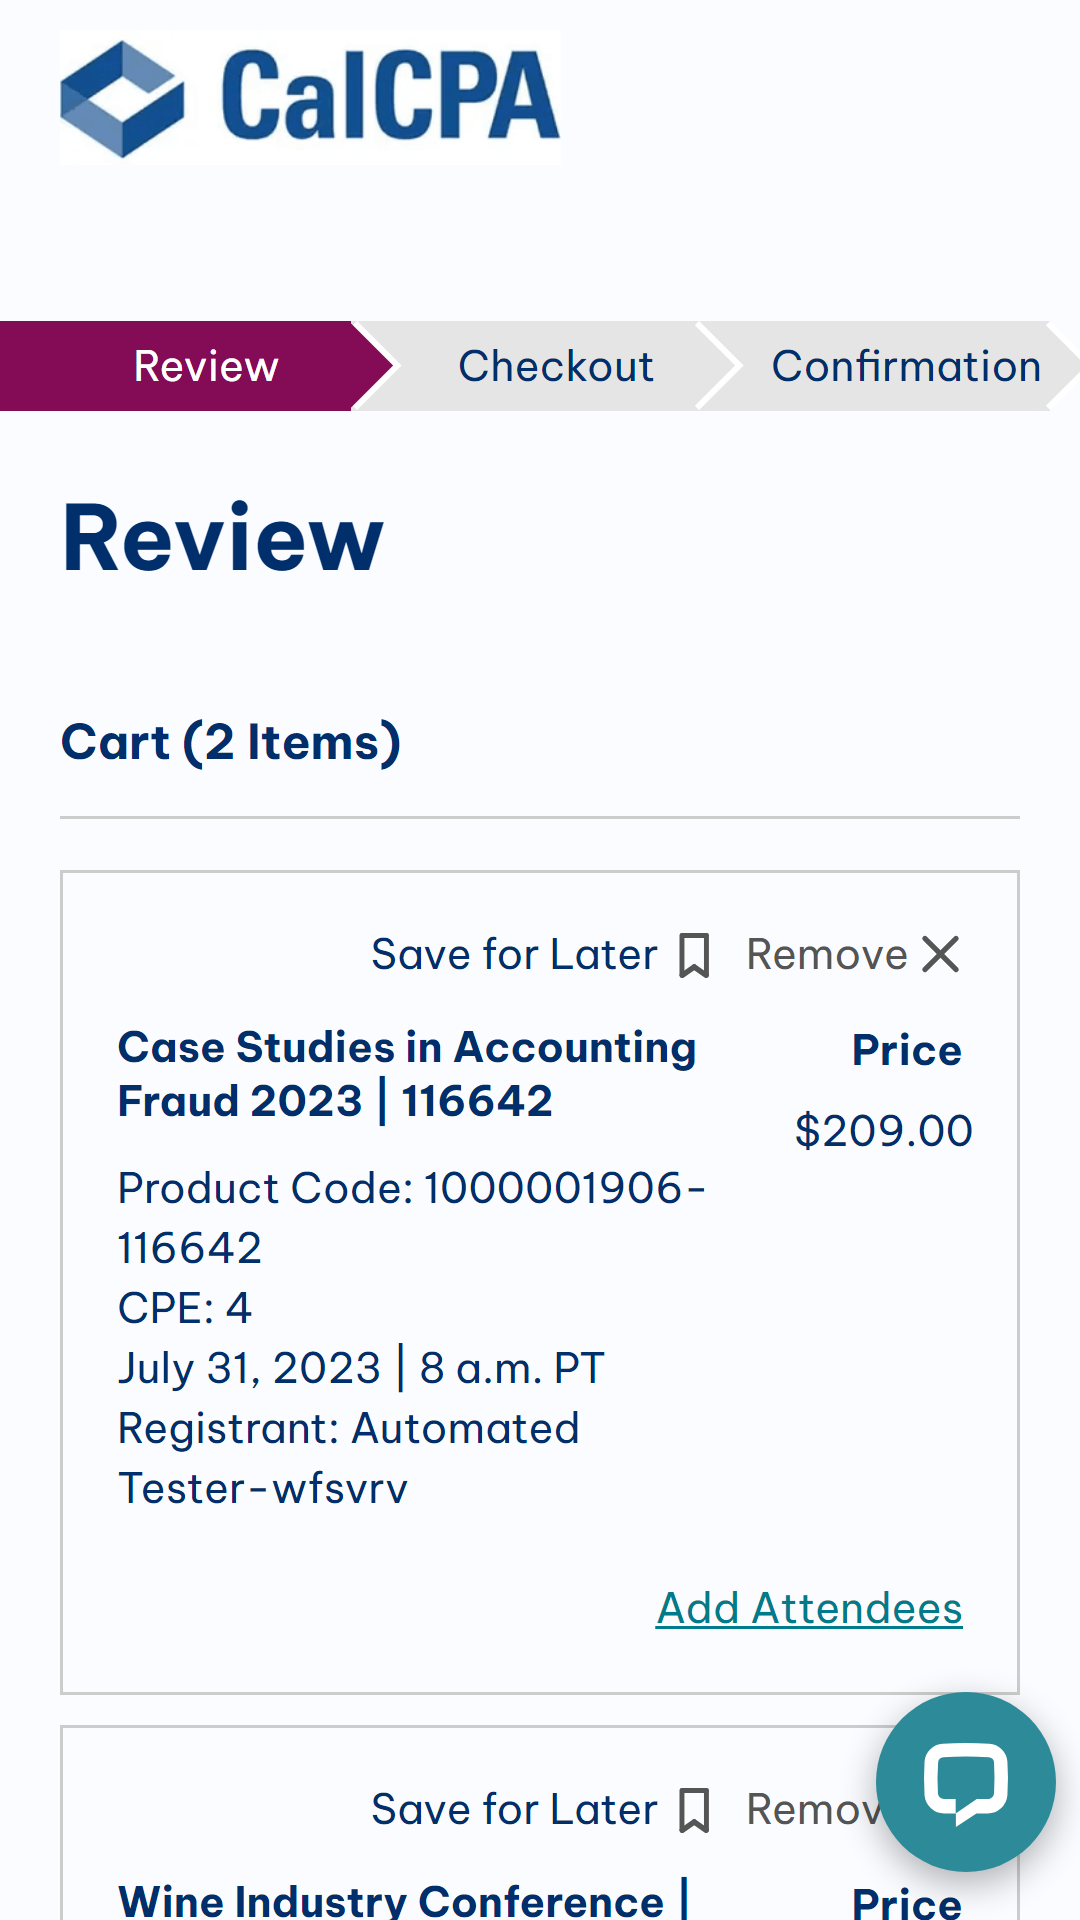 CalCPA
Review
Checkout
Confirmation
Review
Cart (2 Items)
Save for Later
Remove
Case Studies in Accounting
Fraud 2023 | 116642
Price
$209.00
Product Code: 1000001906-
116642
CPE: 4
July 31, 2023 | 8 a.m. PT
Registrant: Automated
Tester-wfsvrv
Add Attendees
Save for Later
Remov
Wine Industry Conference |
Price